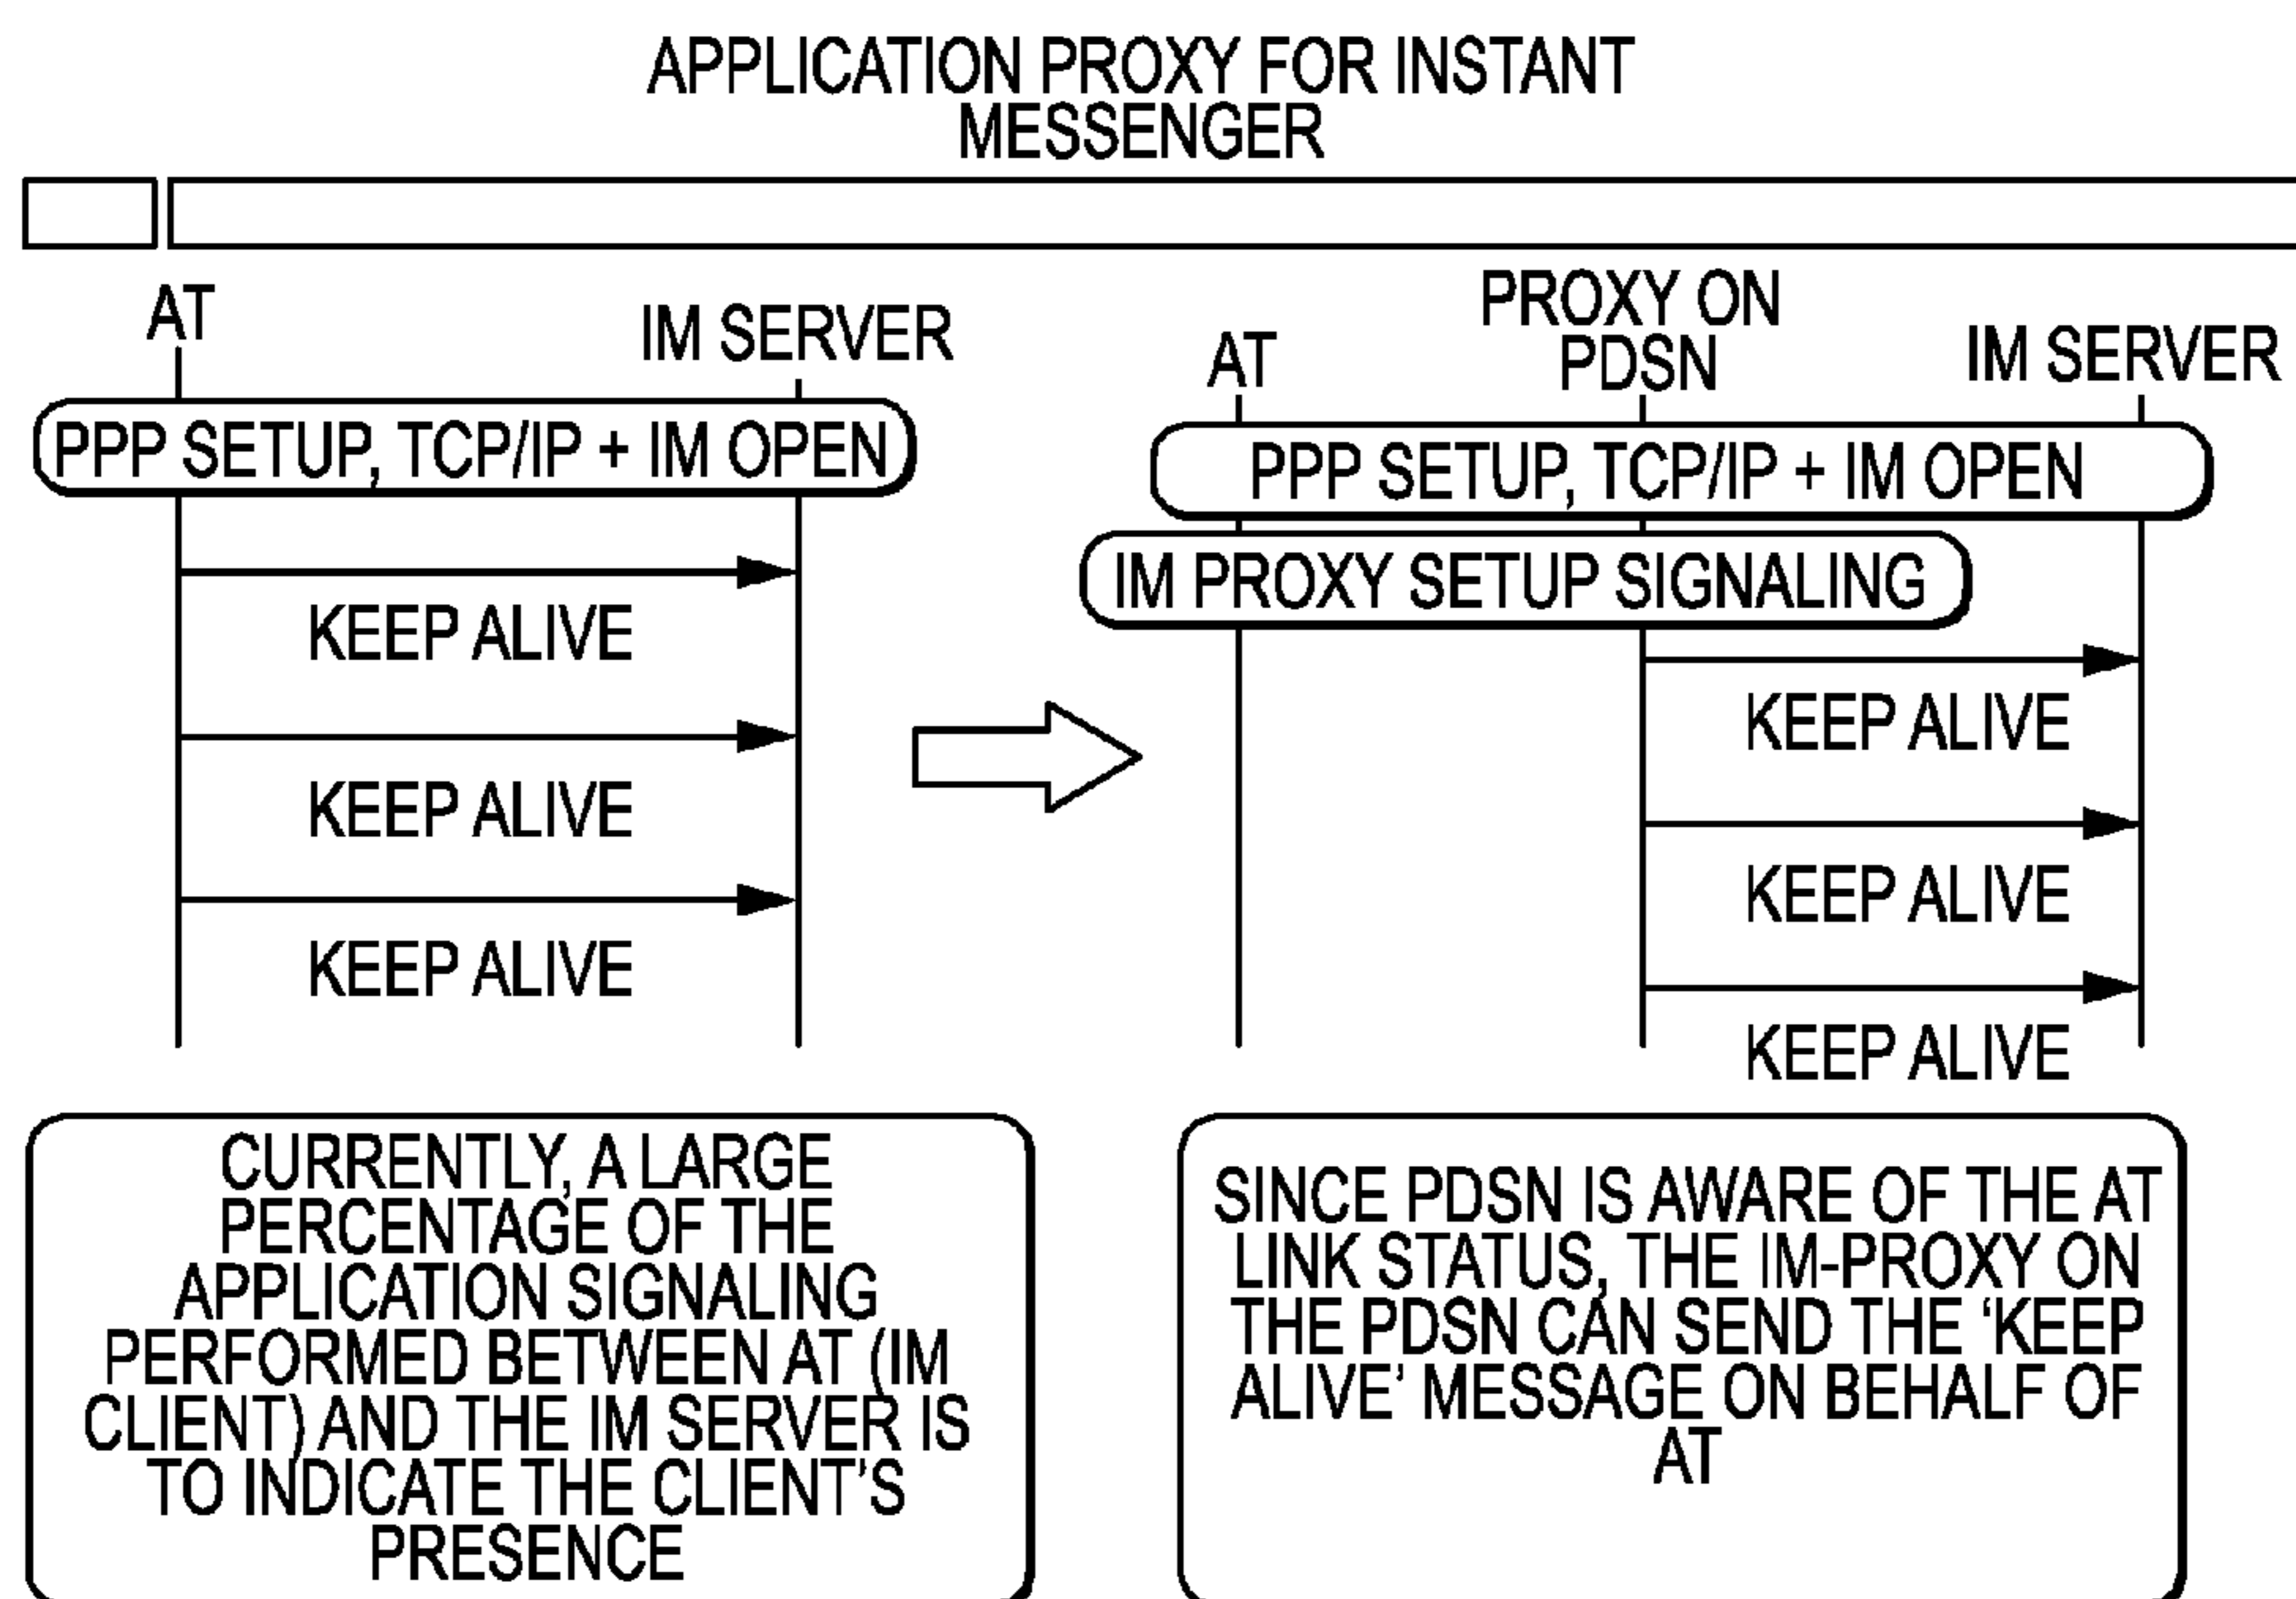 APPLICATION PROXY FOR INSTANT
MESSENGER
AT
IM SERVER
PPP SETUP, TCP/IP + IM OPEN
KEEP ALIVE
KEEP ALIVE
KEEP ALIVE
AT
PROXY ON
PDSN
IM SERVER
PPP SETUP, TCP/IP + IM OPEN
IM PROXY SETUP SIGNALING
KEEP ALIVE
KEEP ALIVE
KEEP ALIVE
CURRENTLY, A LARGE
PERCENTAGE OF THE
APPLICATION SIGNALING
PERFORMED BETWEEN AT (IM
CLIENT) AND THE IM SERVER IS
TO INDICATE THE CLIENT'S
PRESENCE
SINCE PDSN IS AWARE OF THE AT
LINK STATUS, THE IM-PROXY ON
THE PDSN CAN SEND THE ‘KEEP
ALIVE’ MESSAGE ON BEHALF OF
AT